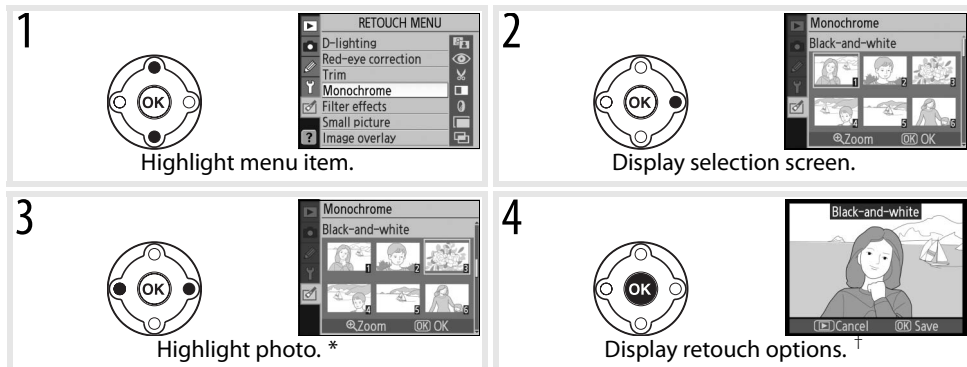 1
RETOUCH MENU
D-lighting
Red-eye correction
Trim
Monochrome
Filter effects
Small picture
Image overlay
?
OK
Highlight menu item.
2
Monochrome
Black-and-white
1 2 3
4 5 6
Zoom OK OK
OK
Display selection screen.
3
Monochrome
Black-and-white
1 2 3
4 5 6
Zoom OK OK
OK
Highlight photo. *
4
Black-and-white
Cancel OK Save
OK
Display retouch options. †